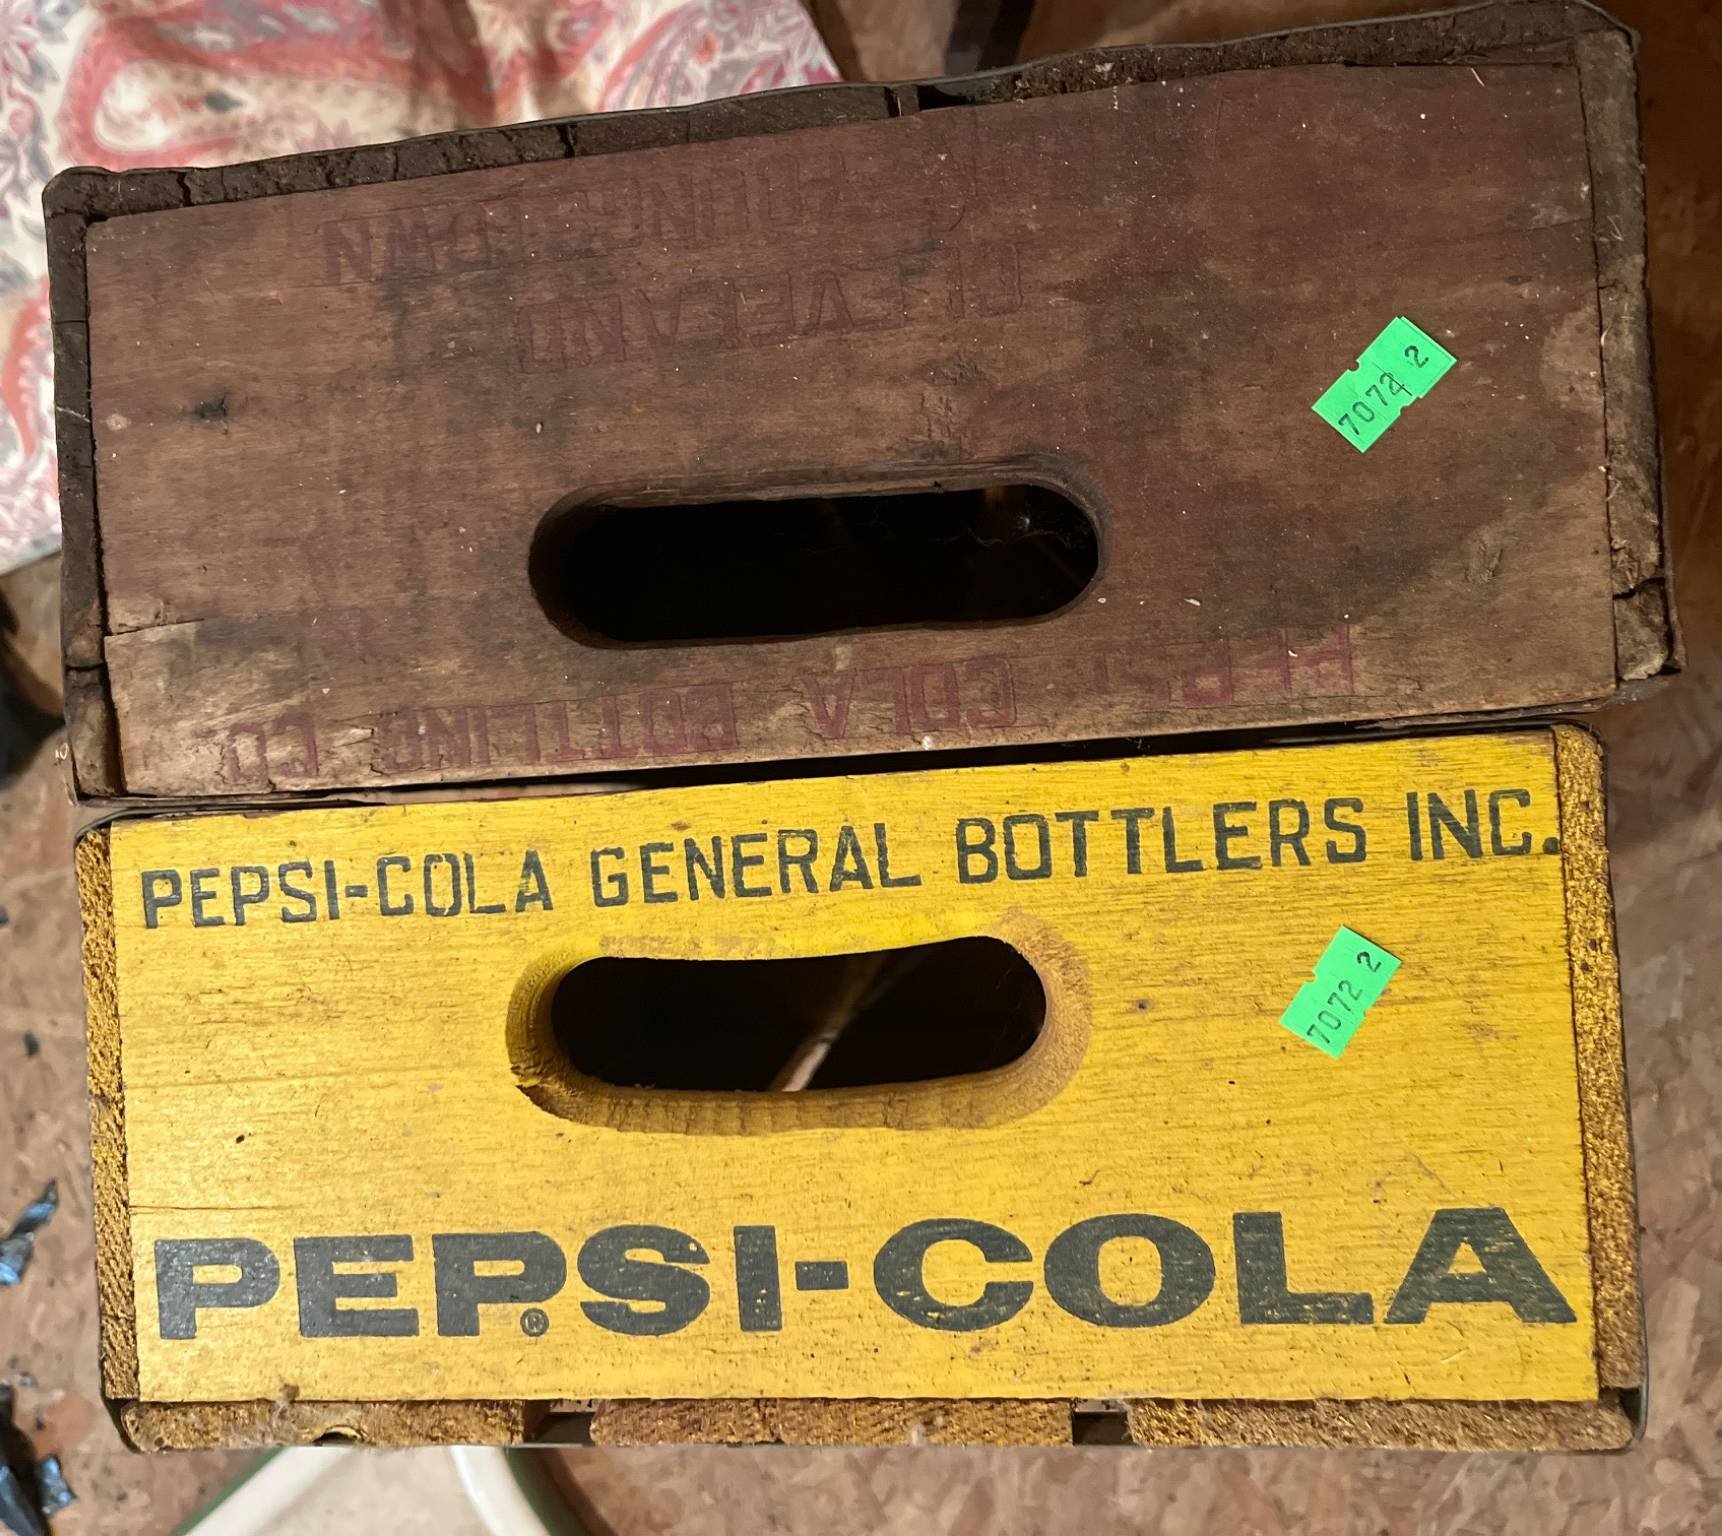 PEPSI COLA BOTTLING CO
CLEVELAND
YOUNGSTOWN
7072 2
PEPSI-COLA GENERAL BOTTLERS INC.
7072 2
PEPSI-COLA®